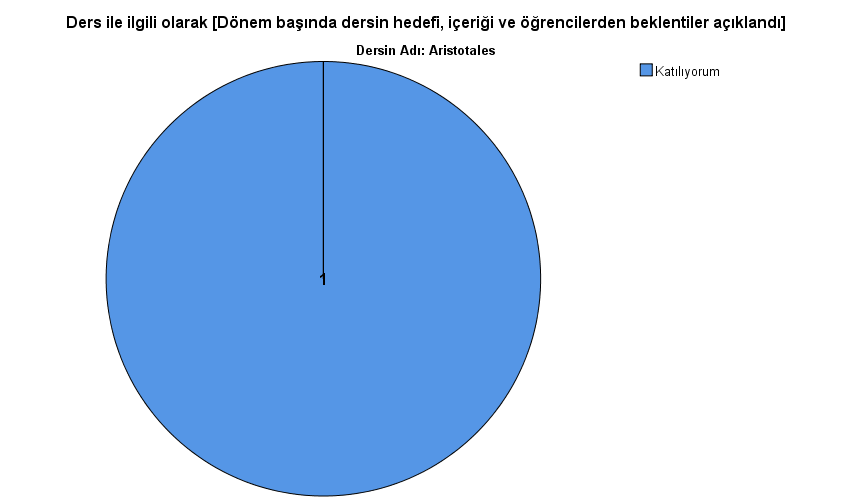 Ders ile ilgili olarak [Dönem başında dersin hedefi, içeriği ve öğrencilerden beklentiler açıklandı]
Dersin Adı: Aristotales
Katılıyorum
1